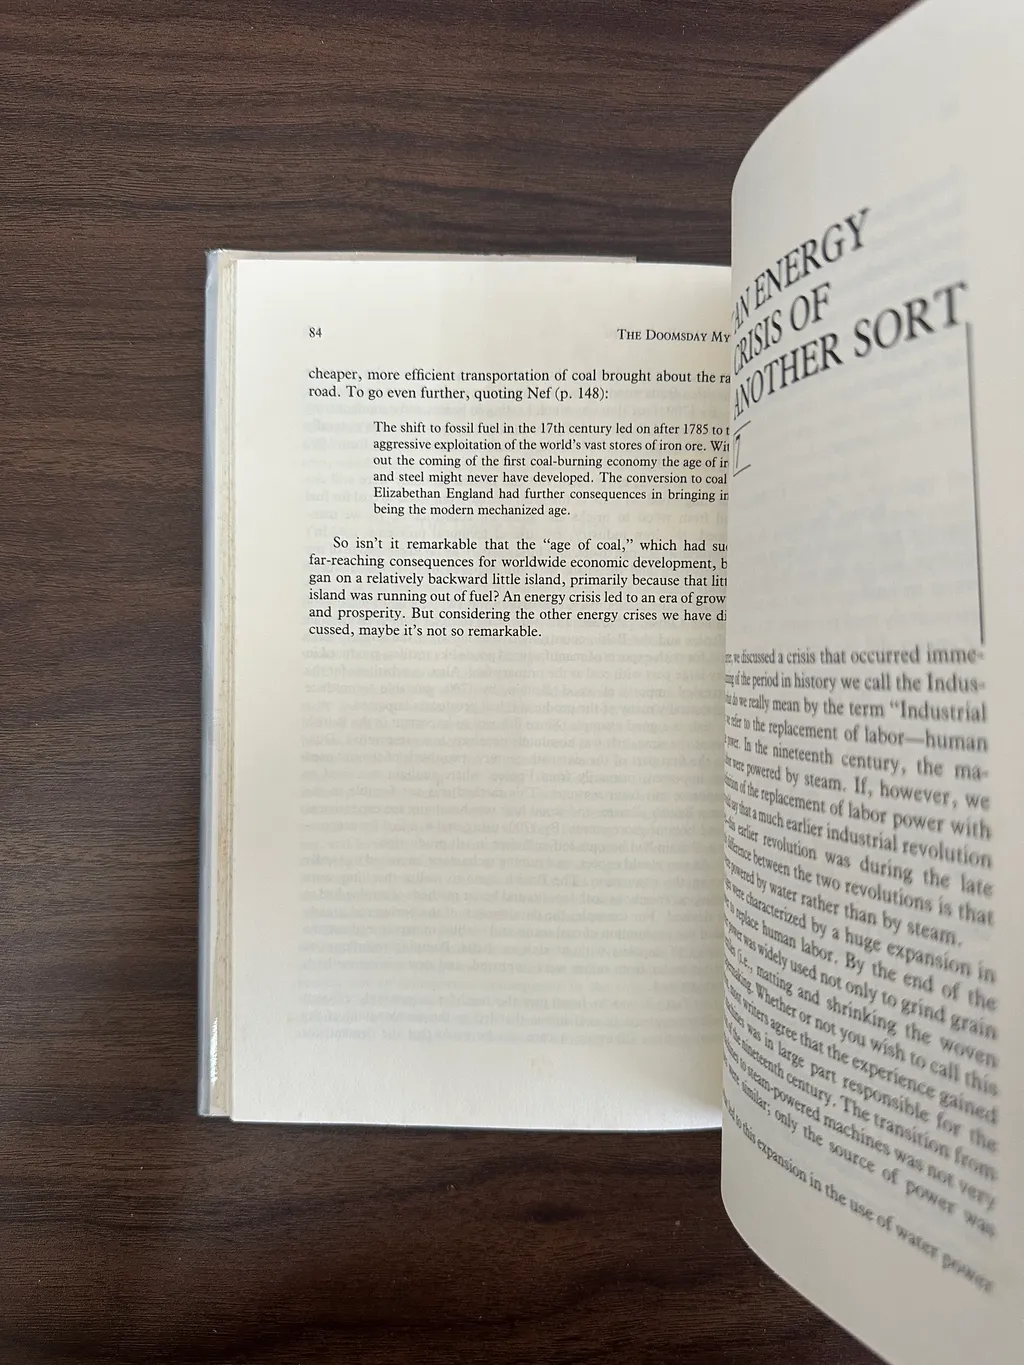 84
THE DOOMSDAY MY
cheaper, more efficient transportation of coal brought about the ra
road. To go even further, quoting Nef (p. 148):
The shift to fossil fuel in the 17th century led on after 1785 to t
aggressive exploitation of the world's vast stores of iron ore. Wit
out the coming of the first coal-burning economy the age of ir
and steel might never have developed. The conversion to coal
Elizabethan England had further consequences in bringing in
being the modern mechanized age.
So isn't it remarkable that the “age of coal,” which had su
far-reaching consequences for worldwide economic development, b
gan on a relatively backward little island, primarily because that litt
island was running out of fuel? An energy crisis led to an era of grow
and prosperity. But considering the other energy crises we have di
cussed, maybe it's not so remarkable.
AN ENERGY
CRISIS OF
ANOTHER SORT
7
we discussed a crisis that occurred imme-
of the period in history we call the Indus-
do we really mean by the term “Industrial
refer to the replacement of labor—human
power. In the nineteenth century, the ma-
were powered by steam. If, however, we
of the replacement of labor power with
say that a much earlier industrial revolution
earlier revolution was during the late
difference between the two revolutions is that
powered by water rather than by steam.
were characterized by a huge expansion in
to replace human labor. By the end of the
power was widely used not only to grind grain
(i.e., matting and shrinking the woven
Whether or not you wish to call this
most writers agree that the experience gained
was in large part responsible for the
of the nineteenth century. The transition from
to steam-powered machines was not very
were similar; only the source of power was
led to this expansion in the use of water power